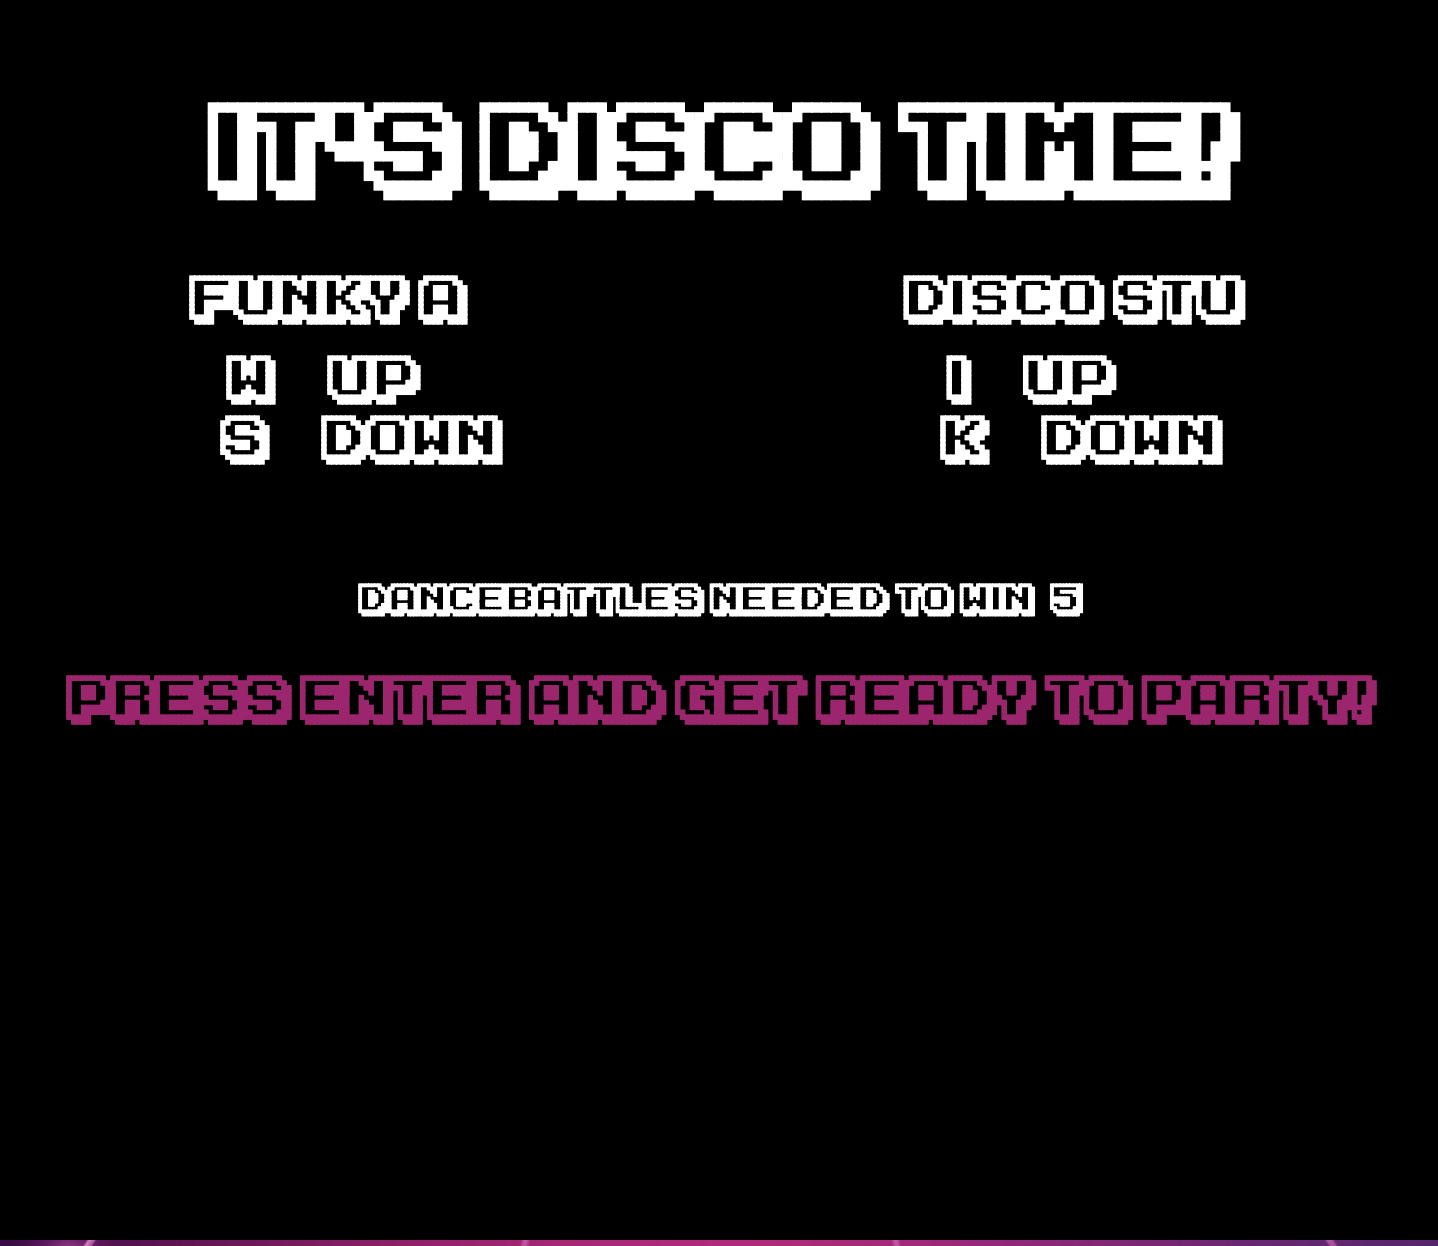 IT'S DISCO TIME!
FUNKY A
W UP
S DOWN
DISCO STU
I UP
K DOWN
DANCEBATTLES NEEDED TO WIN 5
PRESS ENTER AND GET READY TO PARTY!